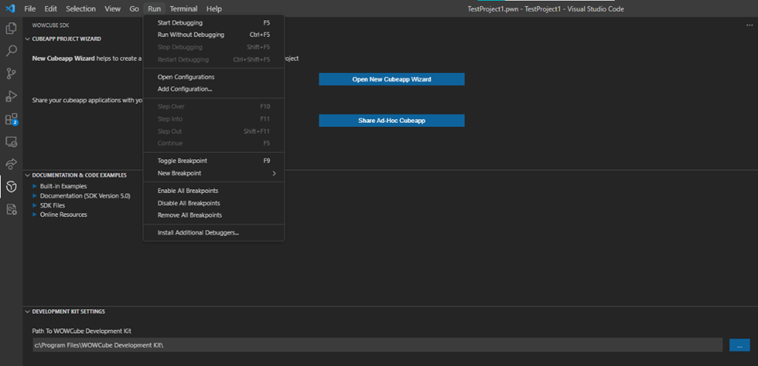 File Edit Selection View Go Run Terminal Help
TestProject1.pwn - TestProject1 - Visual Studio Code
WOWCUBE SDK
CUBEAPP PROJECT WIZARD
New Cubeapp Wizard helps to create a
oject
Open New Cubeapp Wizard
Share your cubeapp applications with yo
Share Ad-Hoc Cubeapp
Start Debugging F5
Run Without Debugging Ctrl+F5
Stop Debugging Shift+F5
Restart Debugging Ctrl+Shift+F5
Open Configurations
Add Configuration...
Step Over F10
Step Into F11
Step Out Shift+F11
Continue F5
Toggle Breakpoint F9
New Breakpoint
Enable All Breakpoints
Disable All Breakpoints
Remove All Breakpoints
Install Additional Debuggers...
2
DOCUMENTATION & CODE EXAMPLES
Built-in Examples
Documentation (SDK Version 5.0)
SDK Files
Online Resources
DEVELOPMENT KIT SETTINGS
Path To WOWCube Development Kit
c:\Program Files\WOWCube Development Kit\
...